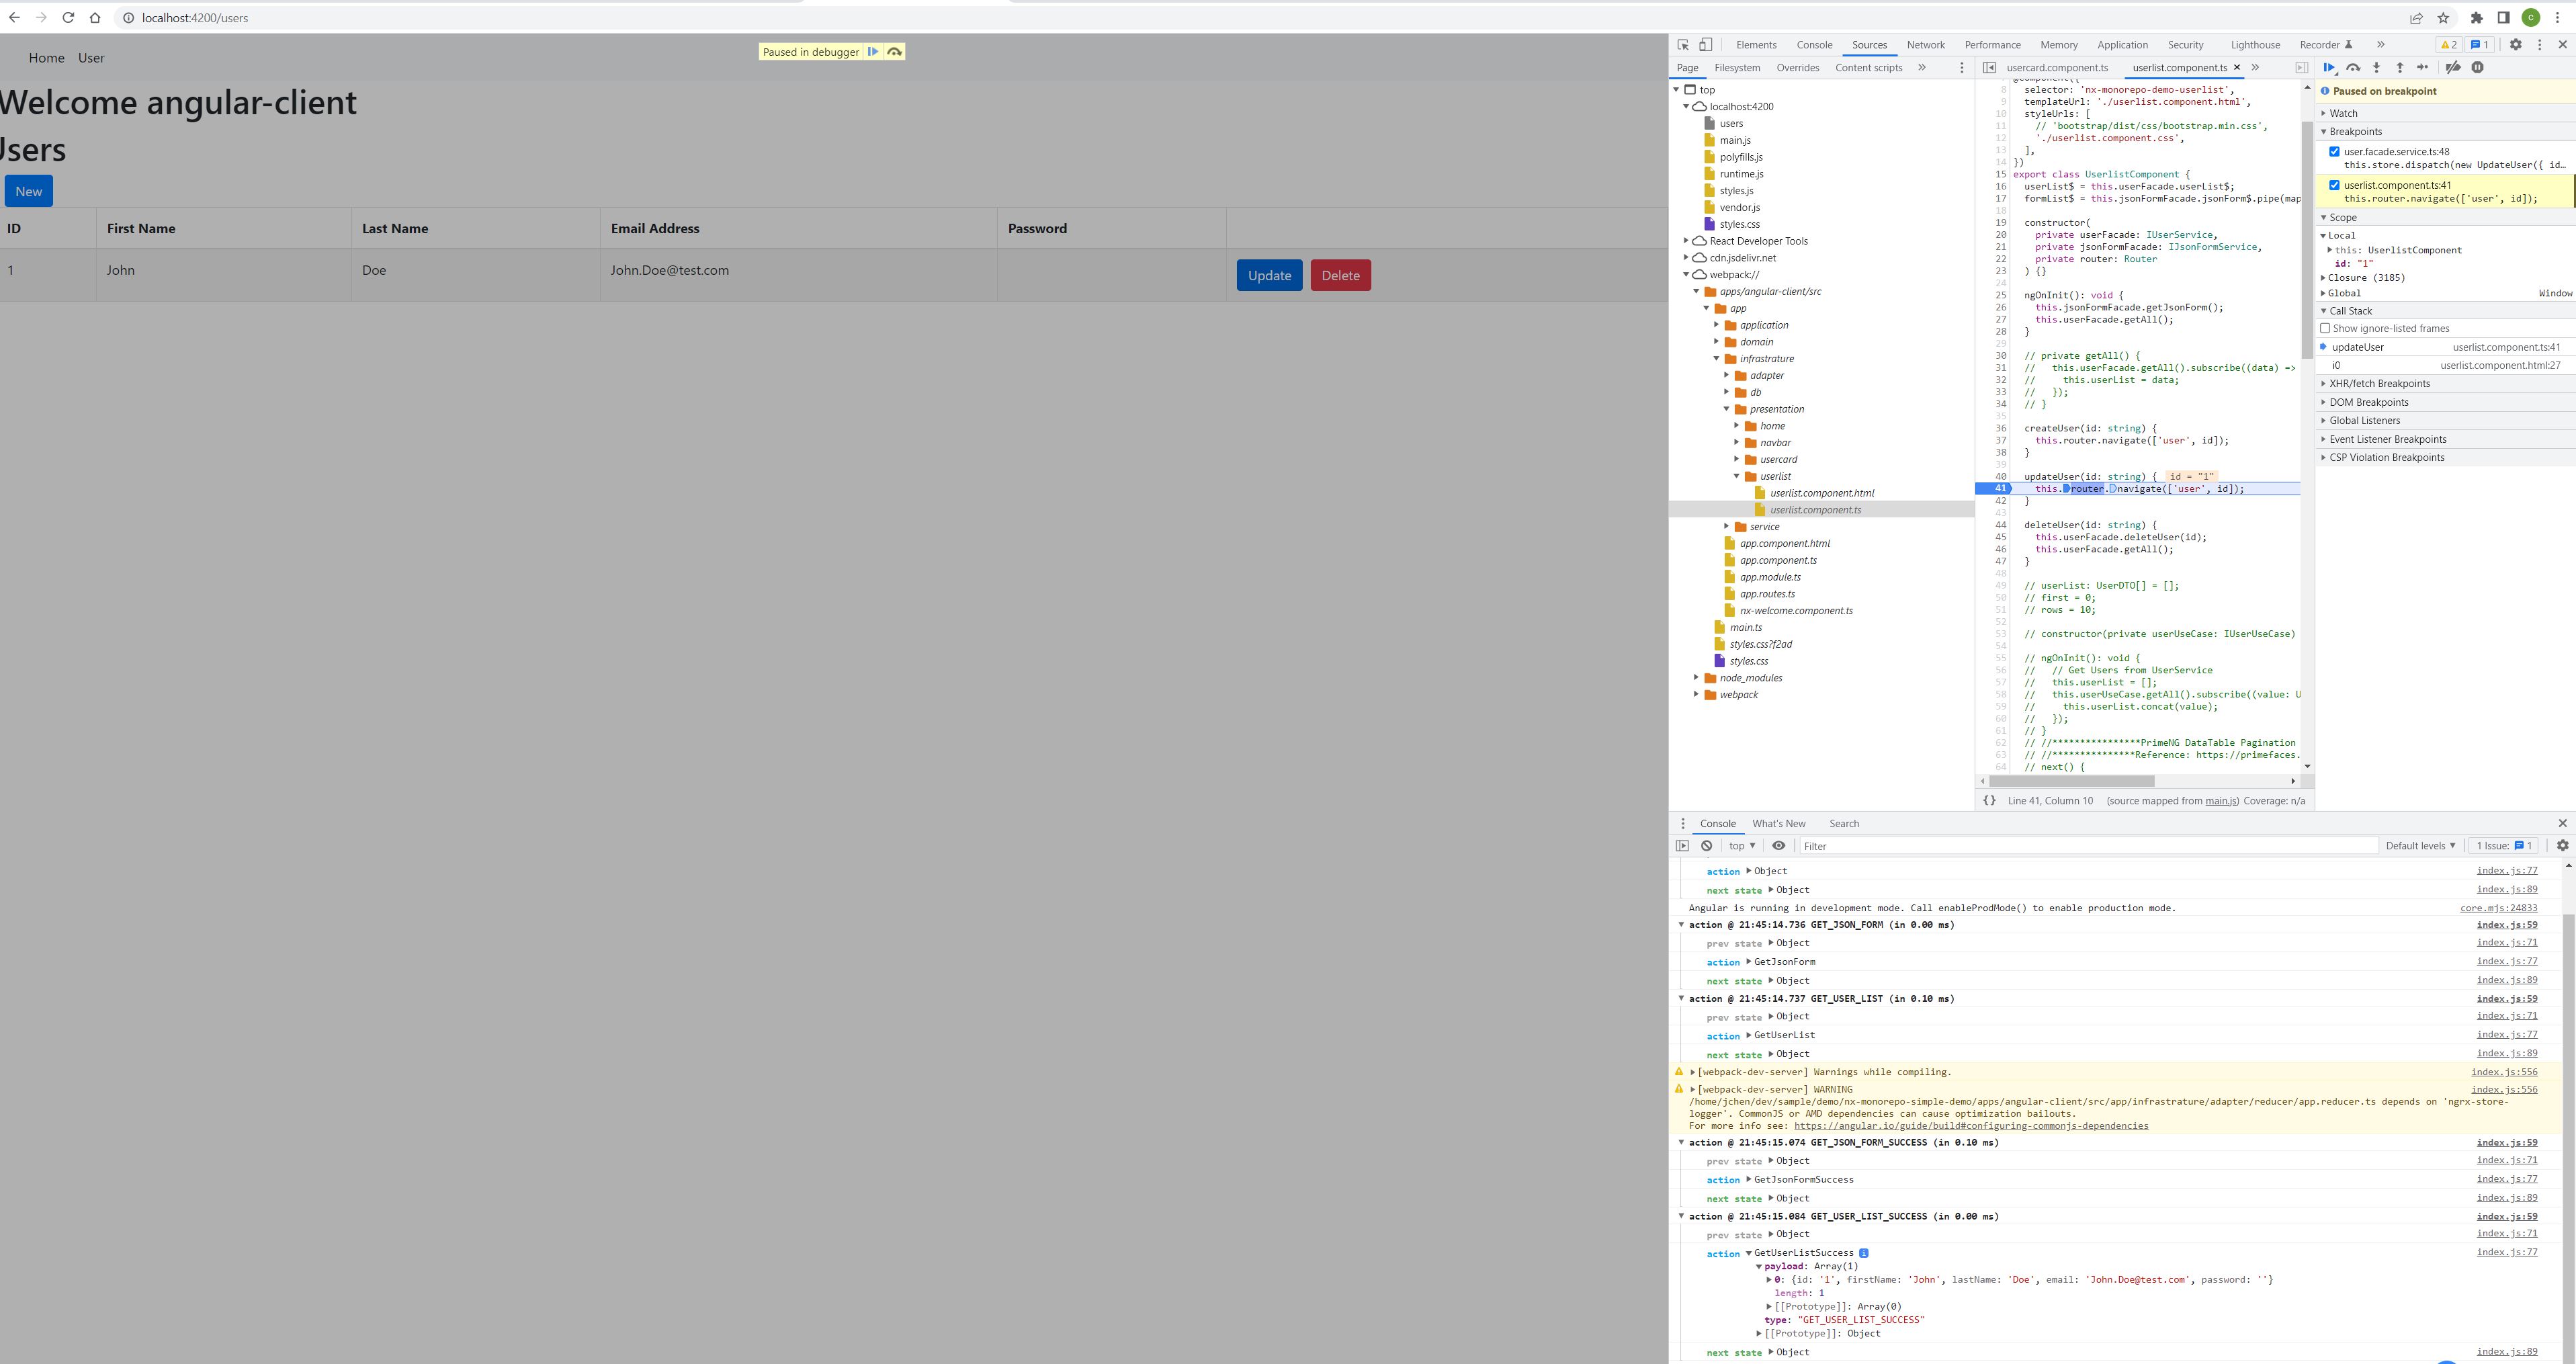 localhost:4200/users
C
Home User
Paused in debugger
Welcome angular-client
Users
New
ID First Name Last Name Email Address Password
1 John Doe John.Doe@test.com Update Delete
Elements Console Sources Network Performance Memory Application Security Lighthouse Recorder 2 1
Page Filesystem Overrides Content scripts
top
localhost:4200
users
main.js
polyfills.js
runtime.js
styles.js
vendor.js
styles.css
React Developer Tools
cdn.jsdelivr.net
webpack://
apps/angular-client/src
app
application
domain
infrastrature
adapter
db
presentation
home
navbar
usercard
userlist
userlist.component.html
userlist.component.ts
service
app.component.html
app.component.ts
app.module.ts
app.routes.ts
nx-welcome.component.ts
main.ts
styles.css?f2ad
styles.css
node_modules
webpack
usercard.component.ts userlist.component.ts
8 selector: 'nx-monorepo-demo-userlist',
9 templateUrl: './userlist.component.html',
10 styleUrls: [
11 // 'bootstrap/dist/css/bootstrap.min.css',
12 './userlist.component.css',
13 ],
14 })
15 export class UserlistComponent {
16 userList$ = this.userFacade.userList$;
17 formList$ = this.jsonFormFacade.jsonForm$.pipe(map
18
19 constructor(
20 private userFacade: IUserService,
21 private jsonFormFacade: IJsonFormService,
22 private router: Router
23 ) {}
24
25 ngOnInit(): void {
26 this.jsonFormFacade.getJsonForm();
27 this.userFacade.getAll();
28 }
29
30 // private getAll() {
31 // this.userFacade.getAll().subscribe((data) =>
32 // this.userList = data;
33 // });
34 // }
35
36 createUser(id: string) {
37 this.router.navigate(['user', id]);
38 }
39
40 updateUser(id: string) { id = "1"
41 this.router.navigate(['user', id]);
42 }
43
44 deleteUser(id: string) {
45 this.userFacade.deleteUser(id);
46 this.userFacade.getAll();
47 }
48
49 // userList: UserDTO[] = [];
50 // first = 0;
51 // rows = 10;
52
53 // constructor(private userUseCase: IUserUseCase)
54
55 // ngOnInit(): void {
56 // // Get Users from UserService
57 // this.userList = [];
58 // this.userUseCase.getAll().subscribe((value: U
59 // this.userList.concat(value);
60 // });
61 // }
62 // //****************PrimeNG DataTable Pagination
63 // //***************Reference: https://primefaces.
64 // next() {
{} Line 41, Column 10 (source mapped from main.js) Coverage: n/a
Paused on breakpoint
Watch
Breakpoints
user.facade.service.ts:48
this.store.dispatch(new UpdateUser({ id…
userlist.component.ts:41
this.router.navigate(['user', id]);
Scope
Local
this: UserlistComponent
id: "1"
Closure (3185)
Global Window
Call Stack
Show ignore-listed frames
updateUser userlist.component.ts:41
i0 userlist.component.html:27
XHR/fetch Breakpoints
DOM Breakpoints
Global Listeners
Event Listener Breakpoints
CSP Violation Breakpoints
Console What's New Search
top Filter Default levels 1 Issue: 1
action Object index.js:77
next state Object index.js:89
Angular is running in development mode. Call enableProdMode() to enable production mode. core.mjs:24833
action @ 21:45:14.736 GET_JSON_FORM (in 0.00 ms) index.js:59
prev state Object index.js:71
action GetJsonForm index.js:77
next state Object index.js:89
action @ 21:45:14.737 GET_USER_LIST (in 0.10 ms) index.js:59
prev state Object index.js:71
action GetUserList index.js:77
next state Object index.js:89
[webpack-dev-server] Warnings while compiling. index.js:556
[webpack-dev-server] WARNING index.js:556
/home/jchen/dev/sample/demo/nx-monorepo-simple-demo/apps/angular-client/src/app/infrastrature/adapter/reducer/app.reducer.ts depends on 'ngrx-store-
logger'. CommonJS or AMD dependencies can cause optimization bailouts.
For more info see: https://angular.io/guide/build#configuring-commonjs-dependencies
action @ 21:45:15.074 GET_JSON_FORM_SUCCESS (in 0.10 ms) index.js:59
prev state Object index.js:71
action GetJsonFormSuccess index.js:77
next state Object index.js:89
action @ 21:45:15.084 GET_USER_LIST_SUCCESS (in 0.00 ms) index.js:59
prev state Object index.js:71
action GetUserListSuccess i index.js:77
payload: Array(1)
0: {id: '1', firstName: 'John', lastName: 'Doe', email: 'John.Doe@test.com', password: ''}
length: 1
[[Prototype]]: Array(0)
type: "GET_USER_LIST_SUCCESS"
[[Prototype]]: Object
next state Object index.js:89